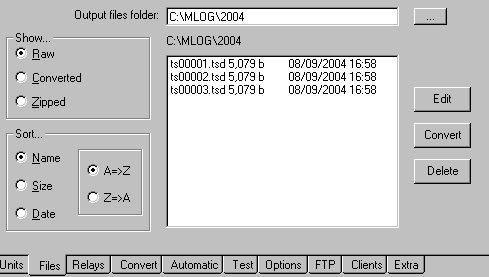 Output files folder: C:\MLOG\2004 ...
Show...
Raw
Converted
Zipped
C:\MLOG\2004
ts00001.tsd 5,079 b 08/09/2004 16:58
ts00002.tsd 5,079 b 08/09/2004 16:58
ts00003.tsd 5,079 b 08/09/2004 16:58
Edit
Convert
Delete
Sort...
Name
Size
Date
A=>Z
Z=>A
Units Files Relays Convert Automatic Test Options FTP Clients Extra